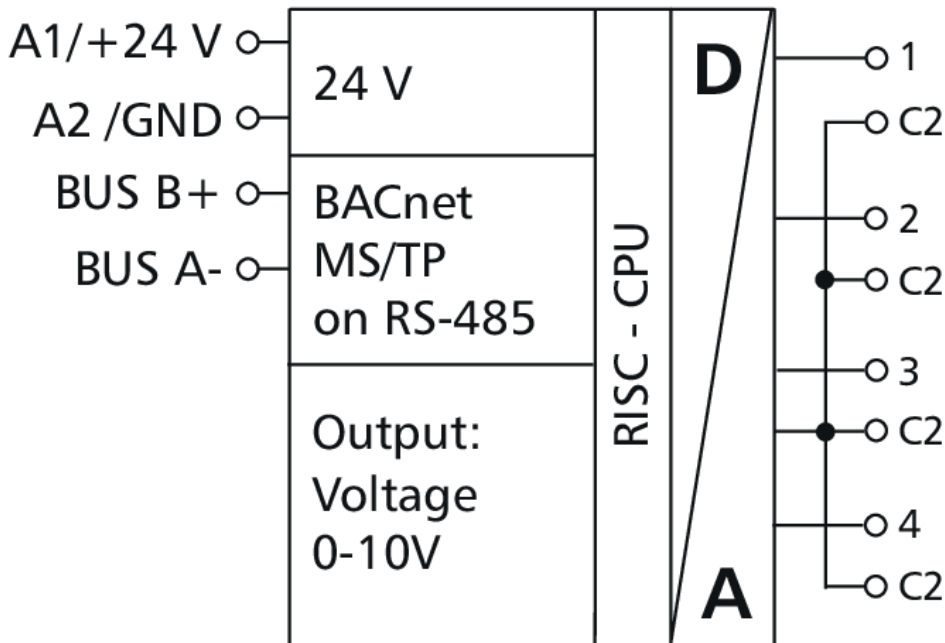 A1/+24 V
A2 /GND
BUS B+
BUS A-
24 V
BACnet
MS/TP
on RS-485
Output:
Voltage
0-10V
RISC - CPU
D
A
1
C2
2
C2
3
C2
4
C2